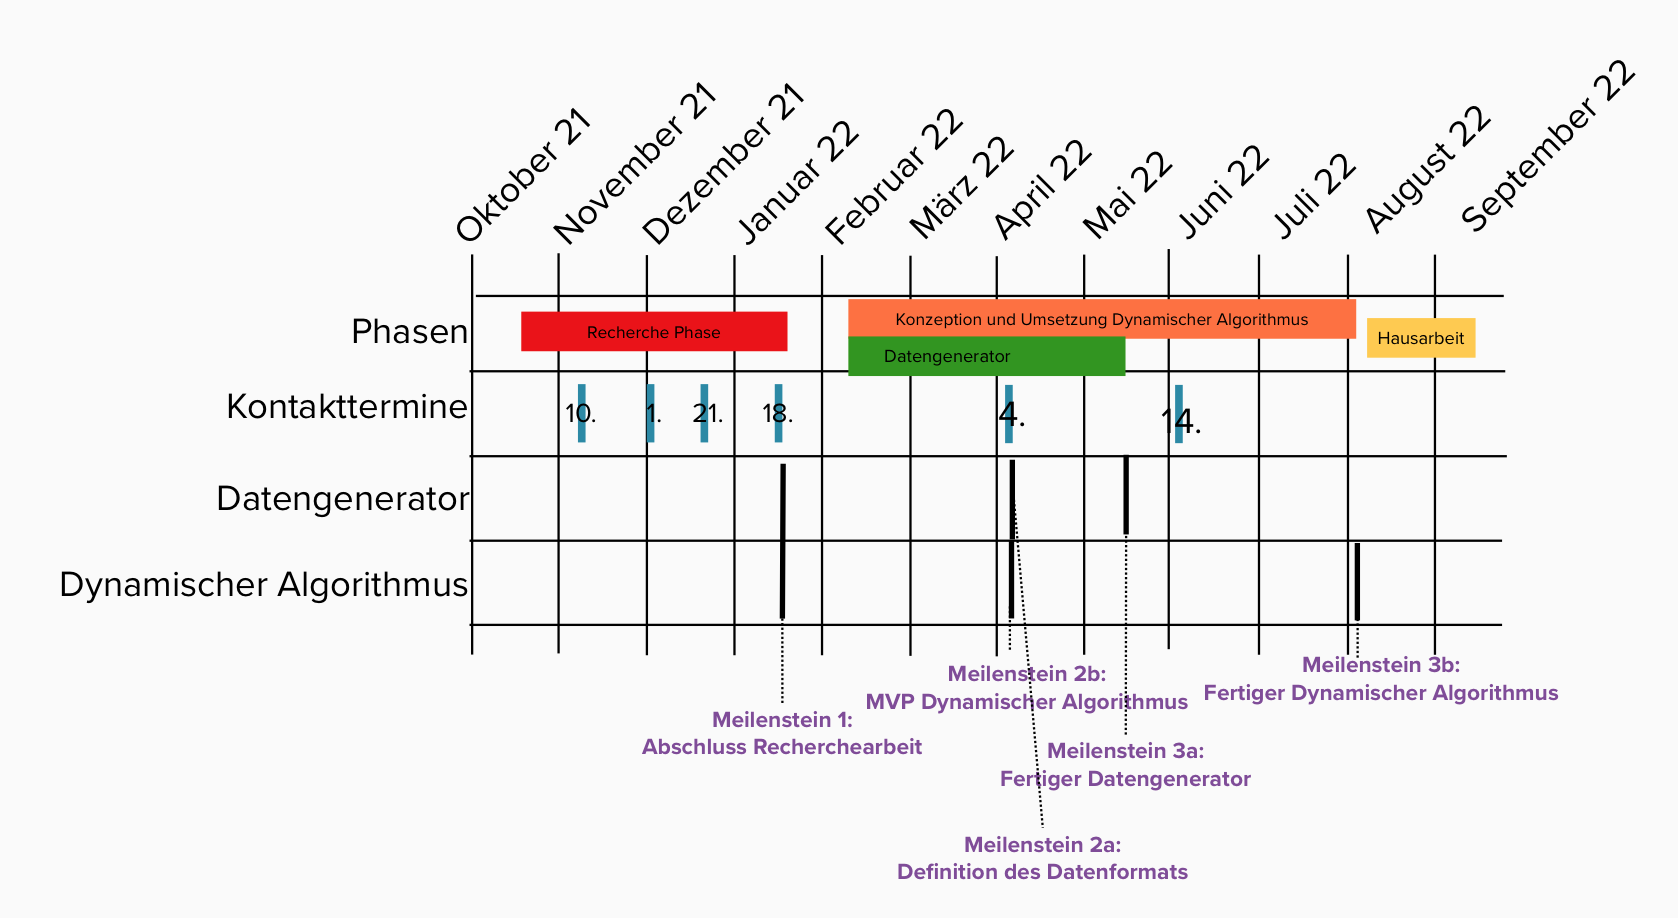 Oktober 21
November 21
Dezember 21
Januar 22
Februar 22
März 22
April 22
Mai 22
Juni 22
Juli 22
August 22
September 22
Phasen
Recherche Phase
Konzeption und Umsetzung Dynamischer Algorithmus
Datengenerator
Hausarbeit
Kontakttermine
10.
1.
21.
18.
4.
14.
Datengenerator
Dynamischer Algorithmus
Meilenstein 1:
Abschluss Recherchearbeit
Meilenstein 2b:
MVP Dynamischer Algorithmus
Meilenstein 3b:
Fertiger Dynamischer Algorithmus
Meilenstein 3a:
Fertiger Datengenerator
Meilenstein 2a:
Definition des Datenformats